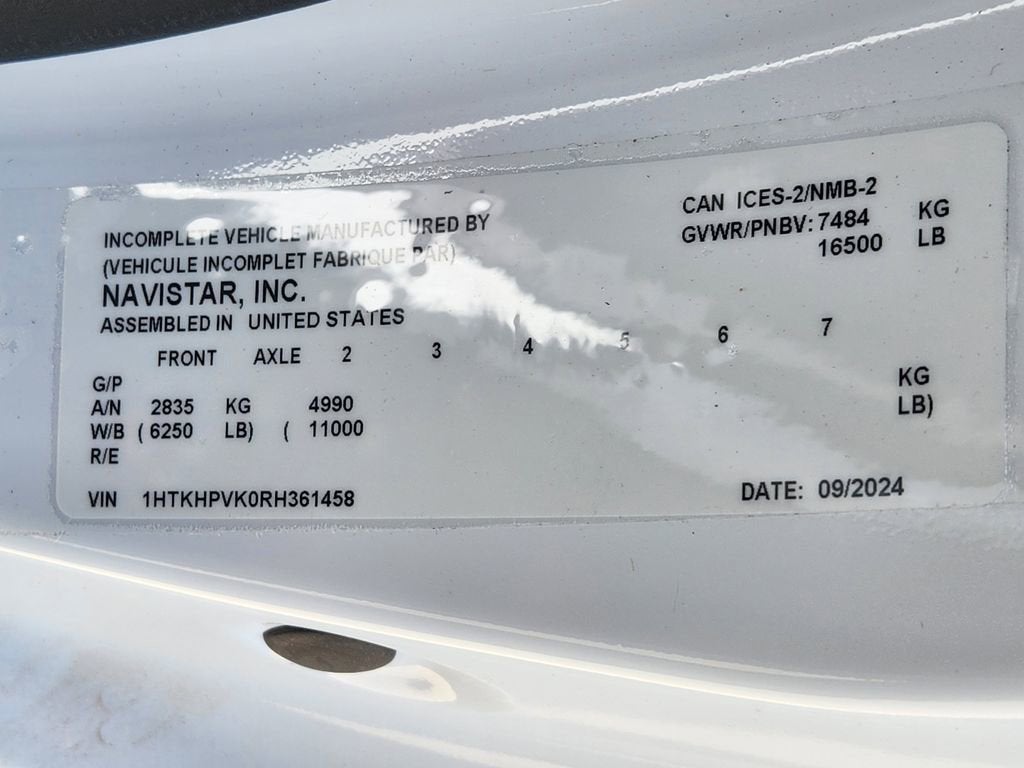 CAN ICES-2/NMB-2
GVWR/PNBV: 7484 KG
16500 LB
INCOMPLETE VEHICLE MANUFACTURED BY
(VEHICULE INCOMPLET FABRIQUE PAR)
NAVISTAR, INC.
ASSEMBLED IN UNITED STATES
FRONT AXLE 2 3 4 5 6 7
G/P
A/N 2835 KG 4990 KG
W/B ( 6250 LB) ( 11000 LB)
R/E
VIN 1HTKHPVK0RH361458 DATE: 09/2024